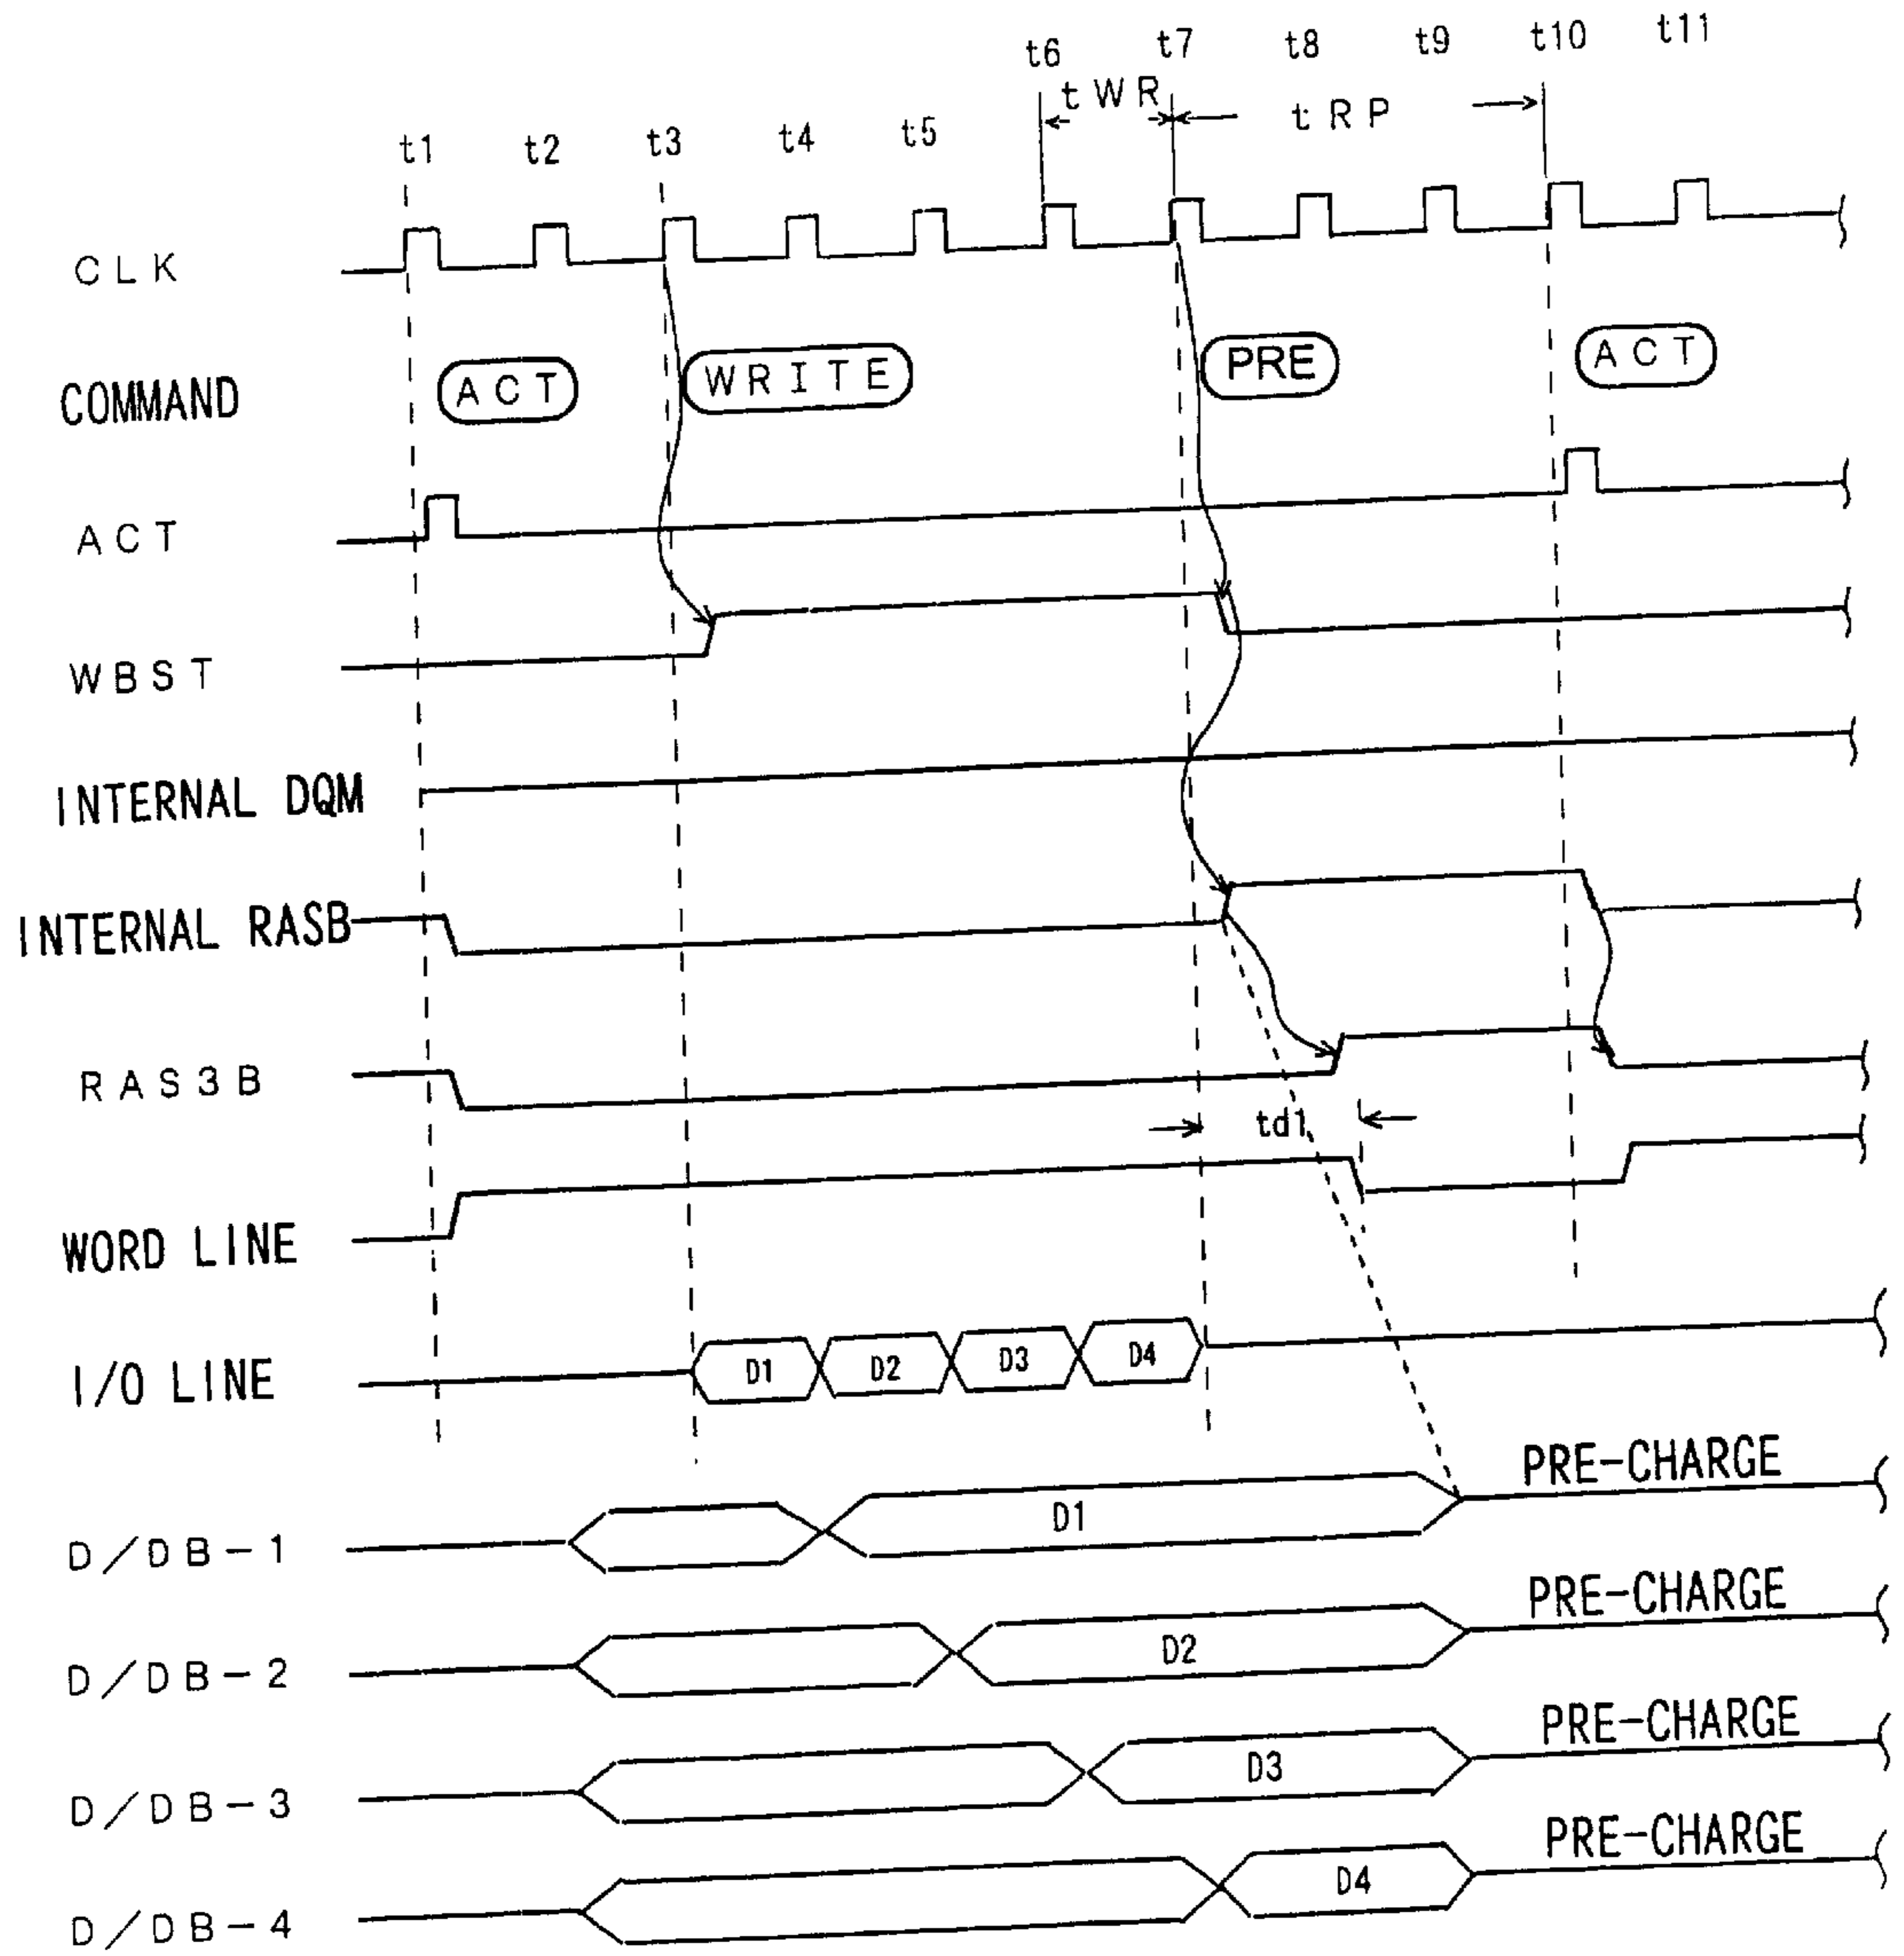 t1 t2 t3 t4 t5 t6 t7 t8 t9 t10 t11
tWR tRP
CLK
COMMAND ACT WRITE PRE ACT
ACT
WBST
INTERNAL DQM
INTERNAL RASB
RAS3B
td1
WORD LINE
I/O LINE D1 D2 D3 D4
PRE-CHARGE
D/DB-1 D1
PRE-CHARGE
D/DB-2 D2
PRE-CHARGE
D/DB-3 D3
PRE-CHARGE
D/DB-4 D4